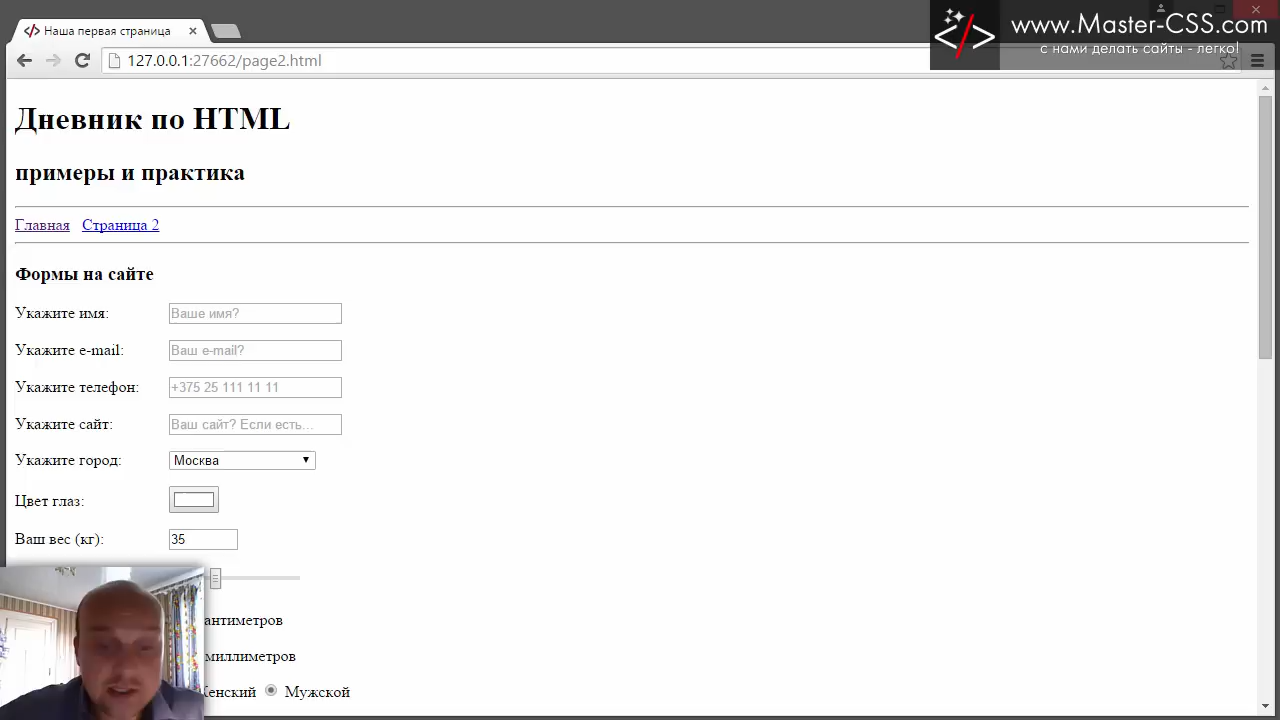 Наша первая страница
www.Master-CSS.com
с нами делать сайты - легко!
127.0.0.1:27662/page2.html
Дневник по HTML
примеры и практика
Главная Страница 2
Формы на сайте
Укажите имя: Ваше имя?
Укажите e-mail: Ваш e-mail?
Укажите телефон: +375 25 111 11 11
Укажите сайт: Ваш сайт? Если есть...
Укажите город: Москва
Цвет глаз:
Ваш вес (кг): 35
антиметров
миллиметров
Женский Мужской